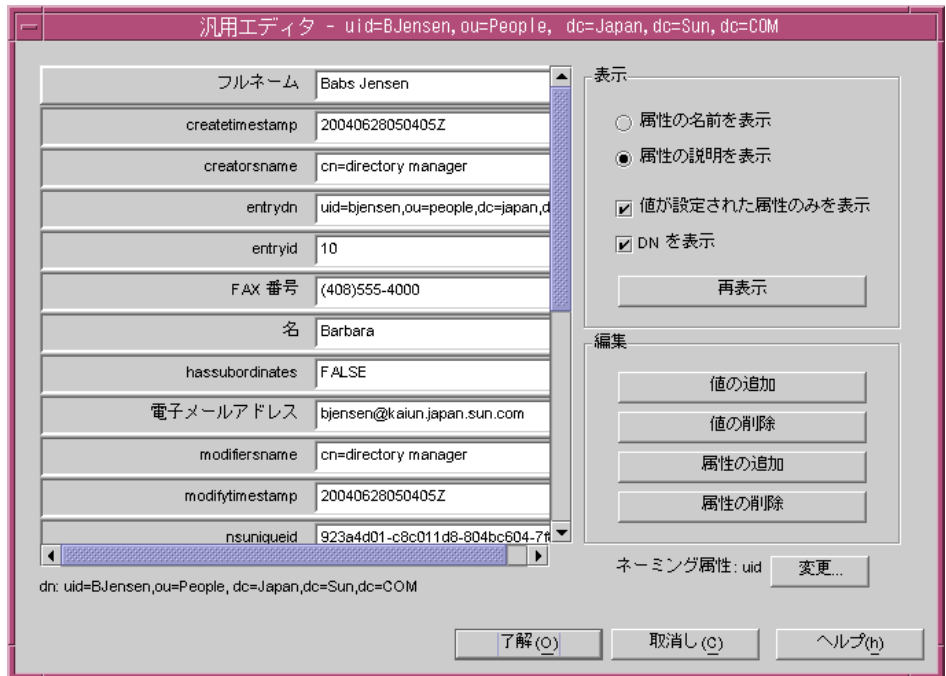 汎用エディタ - uid=BJensen,ou=People, dc=Japan,dc=Sun,dc=COM
フルネーム Babs Jensen
createtimestamp 20040628050405Z
creatorsname cn=directory manager
entrydn uid=bjensen,ou=people,dc=japan,d
entryid 10
FAX 番号 (408)555-4000
名 Barbara
hassubordinates FALSE
電子メールアドレス bjensen@kaiun.japan.sun.com
modifiersname cn=directory manager
modifytimestamp 20040628050405Z
nsuniqueid 923a4d01-c8c011d8-804bc604-7f
dn: uid=BJensen,ou=People, dc=Japan,dc=Sun,dc=COM
表示
属性の名前を表示
属性の説明を表示
値が設定された属性のみを表示
DN を表示
再表示
編集
値の追加
値の削除
属性の追加
属性の削除
ネーミング属性: uid 変更...
了解(O) 取消し(C) ヘルプ(h)